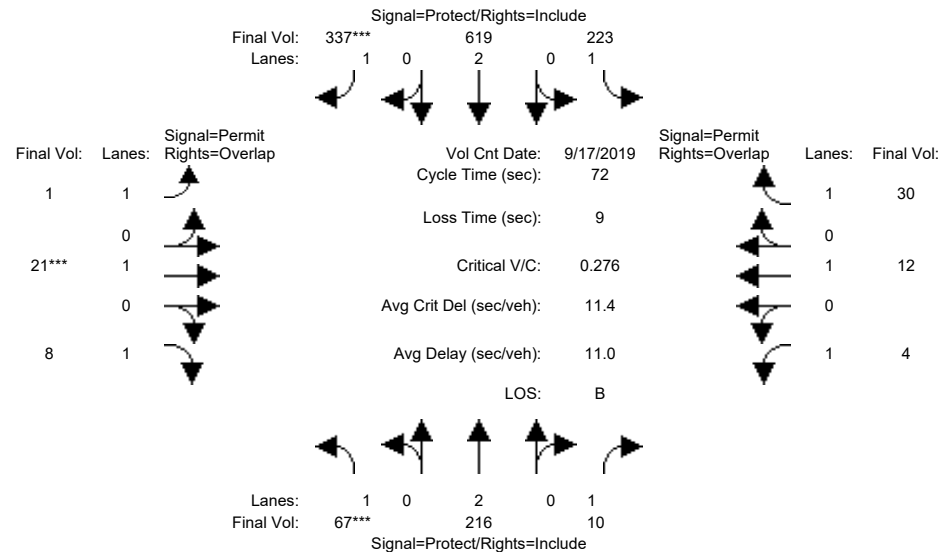 Signal=Protect/Rights=Include
Final Vol: 337*** 619 223
Lanes: 1 0 2 0 1
Signal=Permit Signal=Permit
Final Vol: Lanes: Rights=Overlap Vol Cnt Date: 9/17/2019 Rights=Overlap Lanes: Final Vol:
Cycle Time (sec): 72
1 1 1 30
Loss Time (sec): 9
0 0
21*** 1 Critical V/C: 0.276 1 12
0 Avg Crit Del (sec/veh): 11.4 0
8 1 Avg Delay (sec/veh): 11.0 1 4
LOS: B
Lanes: 1 0 2 0 1
Final Vol: 67*** 216 10
Signal=Protect/Rights=Include